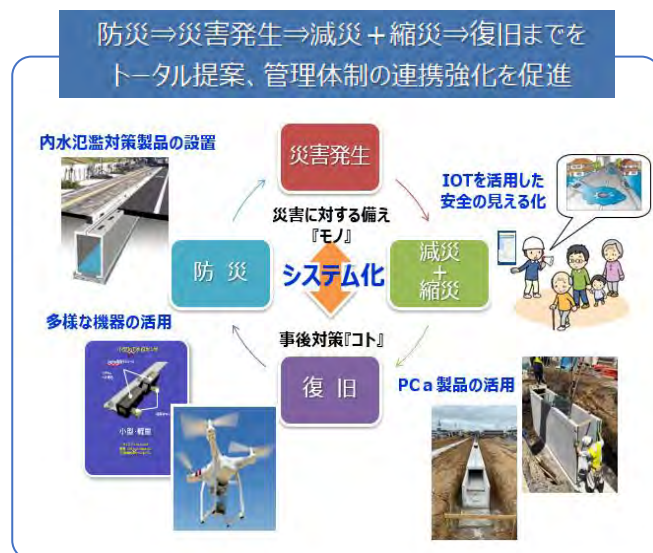 防災⇒災害発生⇒減災+縮災⇒復旧までを
トータル提案、管理体制の連携強化を促進
内水氾濫対策製品の設置
災害発生
IOTを活用した
安全の見える化
災害に対する備え
『モノ』
防 災
システム化
減災
+
縮災
多様な機器の活用
事後対策『コト』
復 旧
PCa製品の活用
小型・軽量